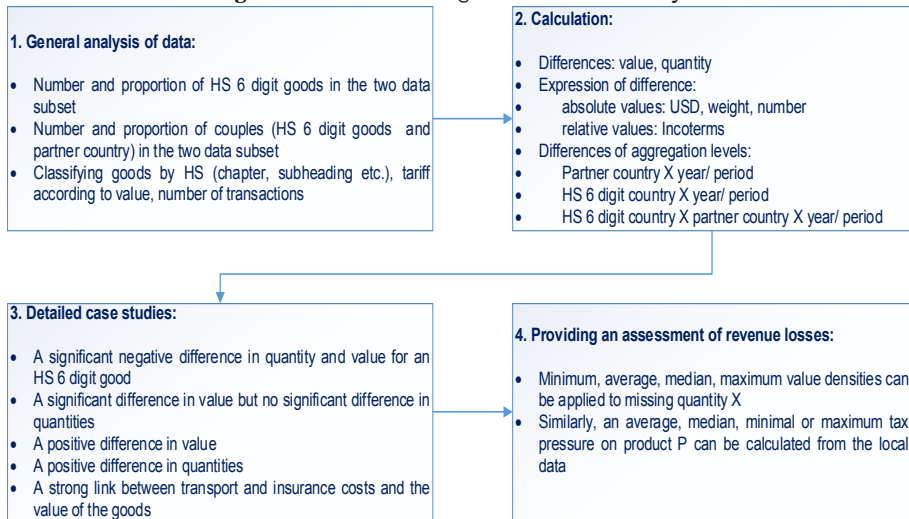 1. General analysis of data:
• Number and proportion of HS 6 digit goods in the two data
subset
• Number and proportion of couples (HS 6 digit goods and
partner country) in the two data subset
• Classifying goods by HS (chapter, subheading etc.), tariff
according to value, number of transactions
2. Calculation:
• Differences: value, quantity
• Expression of difference:
• absolute values: USD, weight, number
• relative values: Incoterms
• Differences of aggregation levels:
• Partner country X year/ period
• HS 6 digit country X year/ period
• HS 6 digit country X partner country X year/ period
3. Detailed case studies:
• A significant negative difference in quantity and value for an
HS 6 digit good
• A significant difference in value but no significant difference in
quantities
• A positive difference in value
• A positive difference in quantities
• A strong link between transport and insurance costs and the
value of the goods
4. Providing an assessment of revenue losses:
• Minimum, average, median, maximum value densities can
be applied to missing quantity X
• Similarly, an average, median, minimal or maximum tax
pressure on product P can be calculated from the local
data